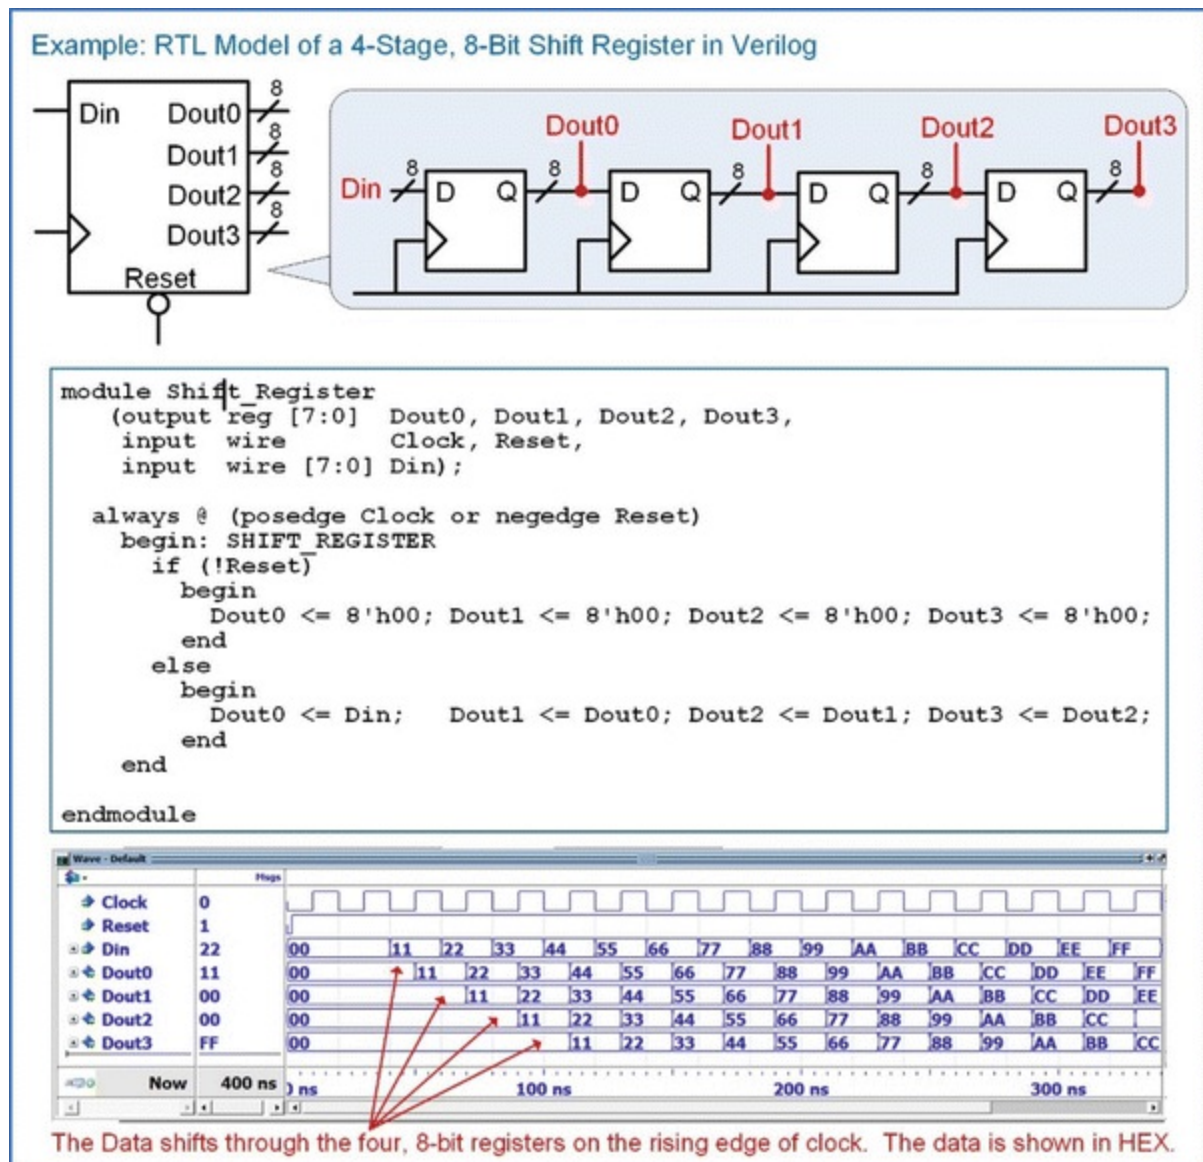 Example: RTL Model of a 4-Stage, 8-Bit Shift Register in Verilog
Din Dout0 8
Dout1 8
Dout2 8
Dout3 8
Reset
Dout0 Dout1 Dout2 Dout3
Din 8 D Q 8 D Q 8 D Q 8 D Q 8
module Shift_Register
(output reg [7:0] Dout0, Dout1, Dout2, Dout3,
input wire Clock, Reset,
input wire [7:0] Din);
always @ (posedge Clock or negedge Reset)
begin: SHIFT_REGISTER
if (!Reset)
begin
Dout0 <= 8'h00; Dout1 <= 8'h00; Dout2 <= 8'h00; Dout3 <= 8'h00;
end
else
begin
Dout0 <= Din; Dout1 <= Dout0; Dout2 <= Dout1; Dout3 <= Dout2;
end
end
endmodule
Wave - Default
Msgs
Clock 0
Reset 1
Din 22 00 11 22 33 44 55 66 77 88 99 AA BB CC DD EE FF
Dout0 11 00 11 22 33 44 55 66 77 88 99 AA BB CC DD EE FF
Dout1 00 00 11 22 33 44 55 66 77 88 99 AA BB CC DD EE
Dout2 00 00 11 22 33 44 55 66 77 88 99 AA BB CC
Dout3 FF 00 11 22 33 44 55 66 77 88 99 AA BB CC
Now 400 ns ns 100 ns 200 ns 300 ns
The Data shifts through the four, 8-bit registers on the rising edge of clock. The data is shown in HEX.